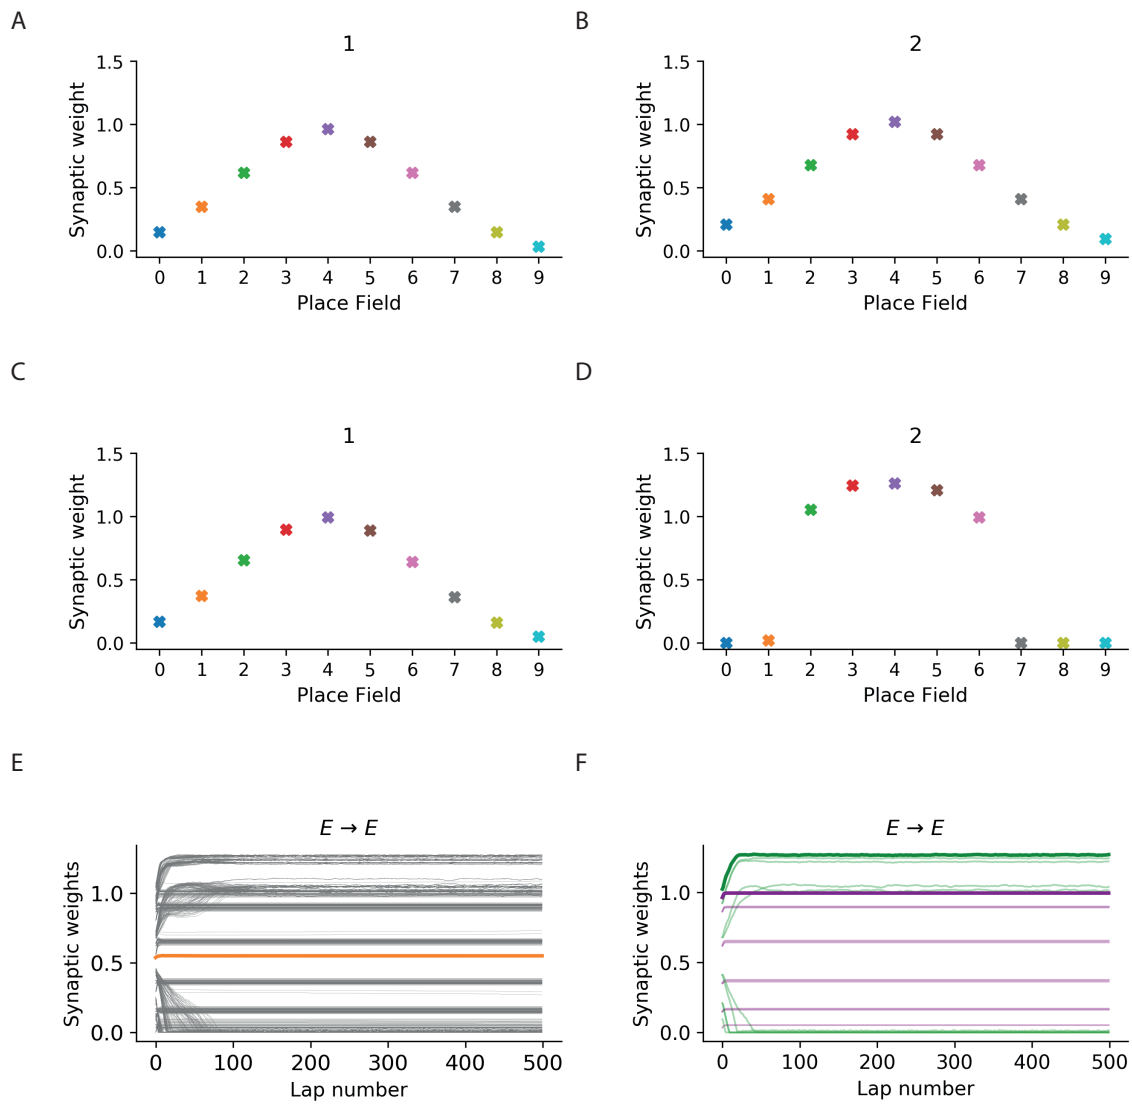 A
B
1
2
1.5
1.0
0.5
0.0
Synaptic weight
0 1 2 3 4 5 6 7 8 9
Place Field
1.5
1.0
0.5
0.0
Synaptic weight
0 1 2 3 4 5 6 7 8 9
Place Field
C
D
1
2
1.5
1.0
0.5
0.0
Synaptic weight
0 1 2 3 4 5 6 7 8 9
Place Field
1.5
1.0
0.5
0.0
Synaptic weight
0 1 2 3 4 5 6 7 8 9
Place Field
E
F
E → E
E → E
1.0
0.5
0.0
Synaptic weights
0 100 200 300 400 500
Lap number
1.0
0.5
0.0
Synaptic weights
0 100 200 300 400 500
Lap number